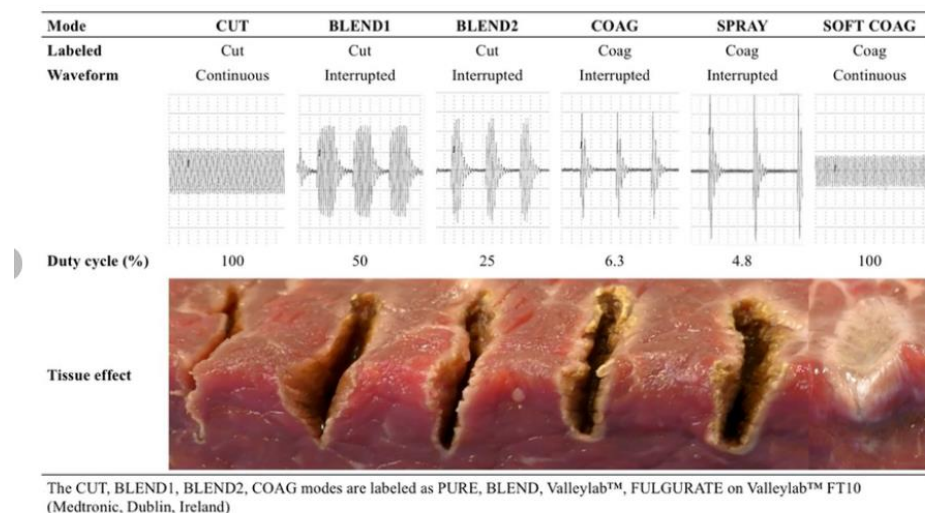 Mode CUT BLEND1 BLEND2 COAG SPRAY SOFT COAG
Labeled Cut Cut Cut Coag Coag Coag
Waveform Continuous Interrupted Interrupted Interrupted Interrupted Continuous
Duty cycle (%) 100 50 25 6.3 4.8 100
Tissue effect
The CUT, BLEND1, BLEND2, COAG modes are labeled as PURE, BLEND, Valleylab™, FULGURATE on Valleylab™ FT10
(Medtronic, Dublin, Ireland)